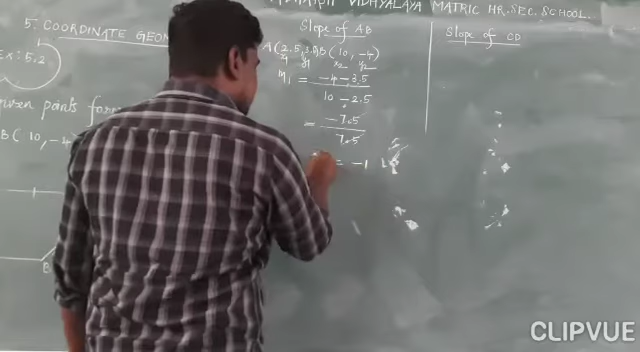 VIDHYALAYA MATRIC HR. SEC. SCHOOL.
5. COORDINATE GEOM
Ex: 5.2
Slope of AB
A(2.5, 3.5) B(10, -4)
x₁ y₁ x₂ y₂
m₁ = -4 - 3.5
10 - 2.5
= -7.5
7.5
= -1
Slope of CD
points form
B( 10, -4
B
CLIPVUE